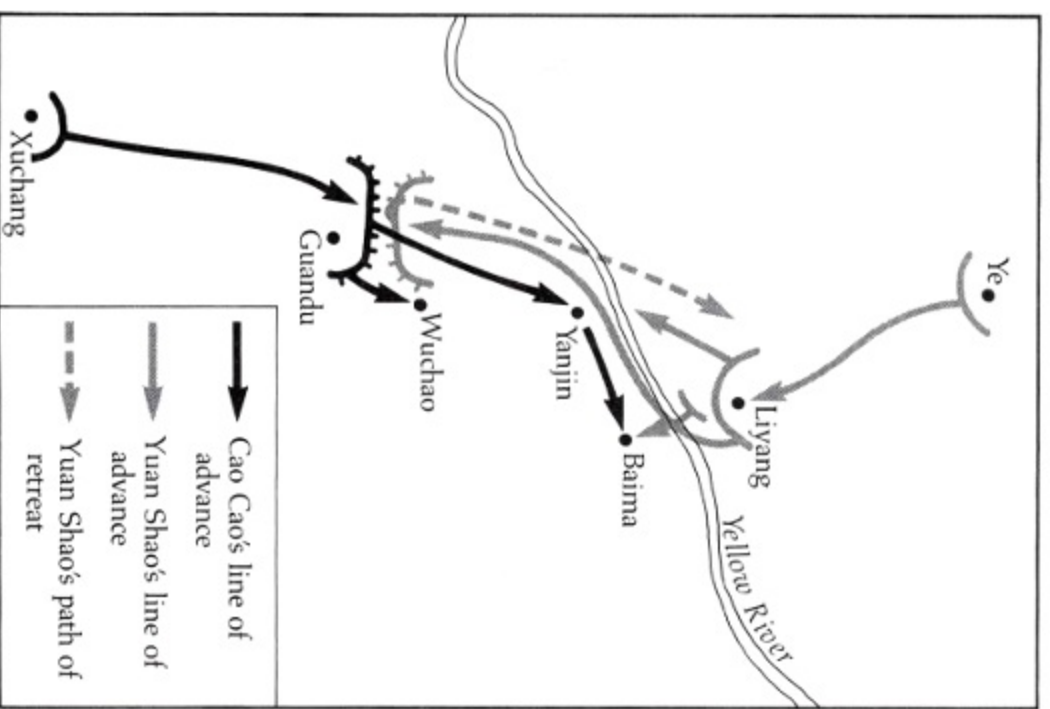 Ye
Liyang
Yellow River
Baima
Yanjin
Wuchao
Guandu
Xuchang
Cao Cao's line of
advance
Yuan Shao's line of
advance
Yuan Shao's path of
retreat